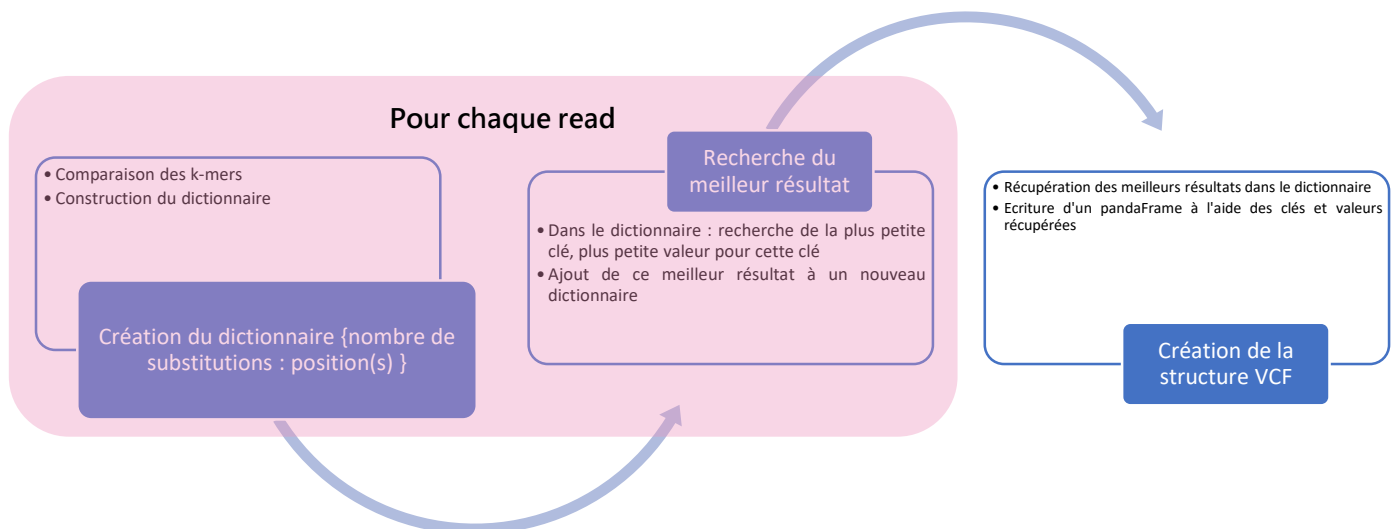 Pour chaque read
• Comparaison des k-mers
• Construction du dictionnaire
Création du dictionnaire {nombre de
substitutions : position(s) }
Recherche du
meilleur résultat
• Dans le dictionnaire : recherche de la plus petite
clé, plus petite valeur pour cette clé
• Ajout de ce meilleur résultat à un nouveau
dictionnaire
• Récupération des meilleurs résultats dans le dictionnaire
• Ecriture d'un pandaFrame à l'aide des clés et valeurs
récupérées
Création de la
structure VCF